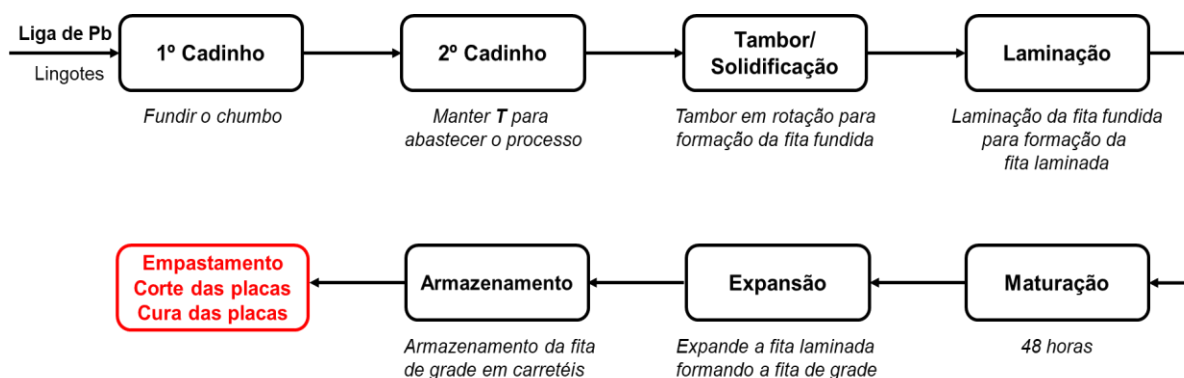 Liga de Pb
Lingotes
1º Cadinho
Fundir o chumbo
2º Cadinho
Manter T para
abastecer o processo
Tambor/
Solidificação
Tambor em rotação para
formação da fita fundida
Laminação
Laminação da fita fundida
para formação da
fita laminada
Maturação
48 horas
Expansão
Expande a fita laminada
formando a fita de grade
Armazenamento
Armazenamento da fita
de grade em carretéis
Empastamento
Corte das placas
Cura das placas